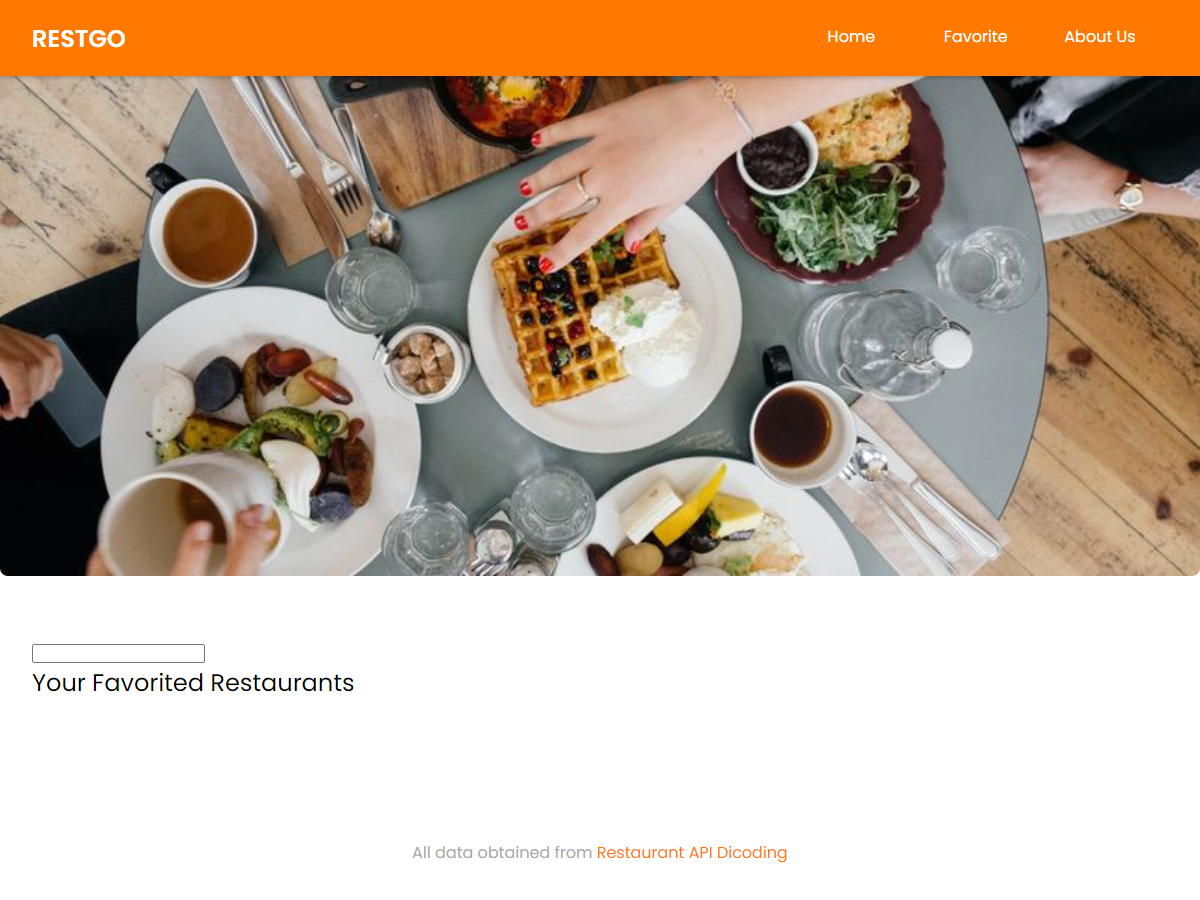 RESTGO
Home
Favorite
About Us
Your Favorited Restaurants
All data obtained from Restaurant API Dicoding